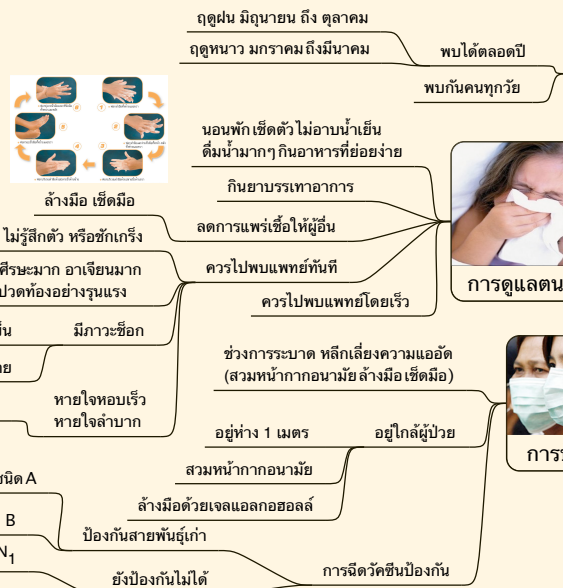 ฤดูฝน มิถุนายน ถึง ตุลาคม
ฤดูหนาว มกราคม ถึงมีนาคม
พบได้ตลอดปี
พบกันคนทุกวัย
นอนพัก เช็ดตัว ไม่อาบน้ำเย็น
ดื่มน้ำมากๆ กินอาหารที่ย่อยง่าย
กินยาบรรเทาอาการ
ล้างมือ เช็ดมือ
ลดการแพร่เชื้อให้ผู้อื่น
ไม่รู้สึกตัว หรือชักเกร็ง
ศีรษะมาก อาเจียนมาก
ปวดท้องอย่างรุนแรง
ควรไปพบแพทย์ทันที
การดูแลตน
ควรไปพบแพทย์โดยเร็ว
มีภาวะช็อก
หายใจหอบเร็ว
หายใจลำบาก
ช่วงการระบาด หลีกเลี่ยงความแออัด
(สวมหน้ากากอนามัย ล้างมือ เช็ดมือ)
อยู่ห่าง 1 เมตร
อยู่ใกล้ผู้ป่วย
สวมหน้ากากอนามัย
ล้างมือด้วยเจลแอลกอฮอลล์
ชนิด A
B
N1
ป้องกันสายพันธุ์เก่า
ยังป้องกันไม่ได้
การฉีดวัคซีนป้องกัน